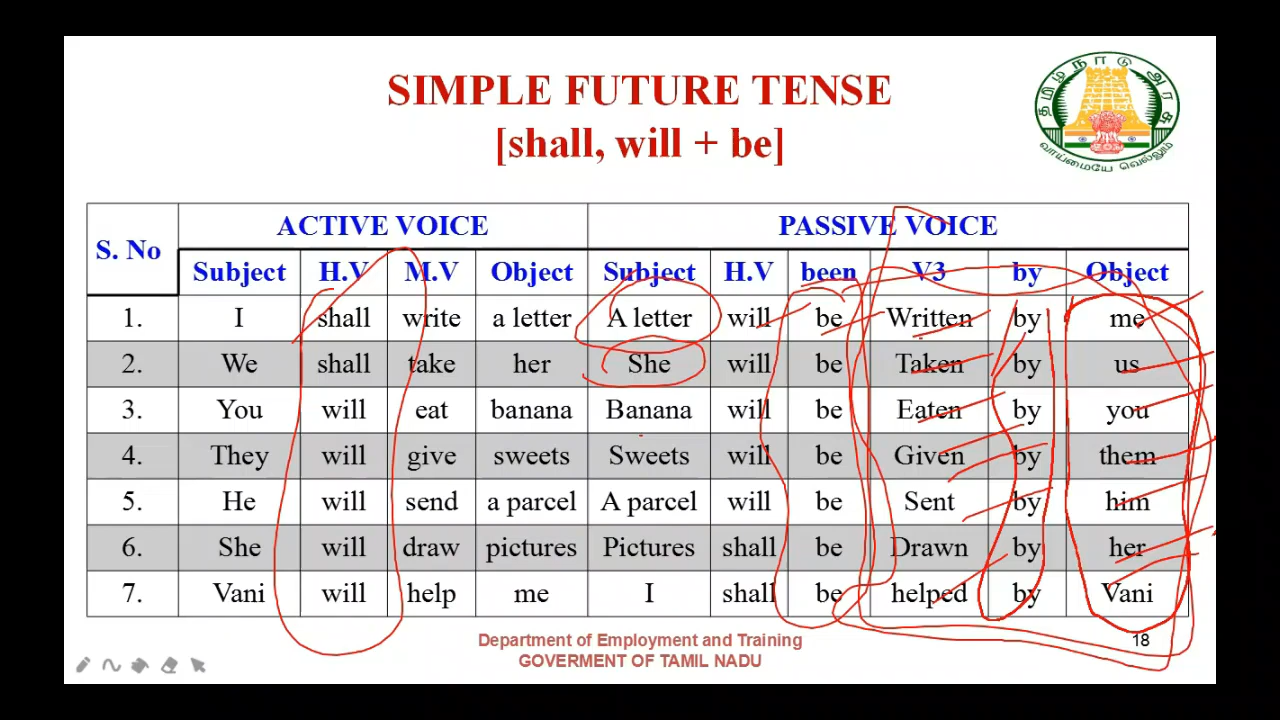 SIMPLE FUTURE TENSE
[shall, will + be]
தமிழ்நாடு அரசு
வாய்மையே வெல்லும்
S. No ACTIVE VOICE PASSIVE VOICE
Subject H.V M.V Object Subject H.V been V3 by Object
1. I shall write a letter A letter will be Written by me
2. We shall take her She will be Taken by us
3. You will eat banana Banana will be Eaten by you
4. They will give sweets Sweets will be Given by them
5. He will send a parcel A parcel will be Sent by him
6. She will draw pictures Pictures shall be Drawn by her
7. Vani will help me I shall be helped by Vani
Department of Employment and Training
GOVERMENT OF TAMIL NADU
18